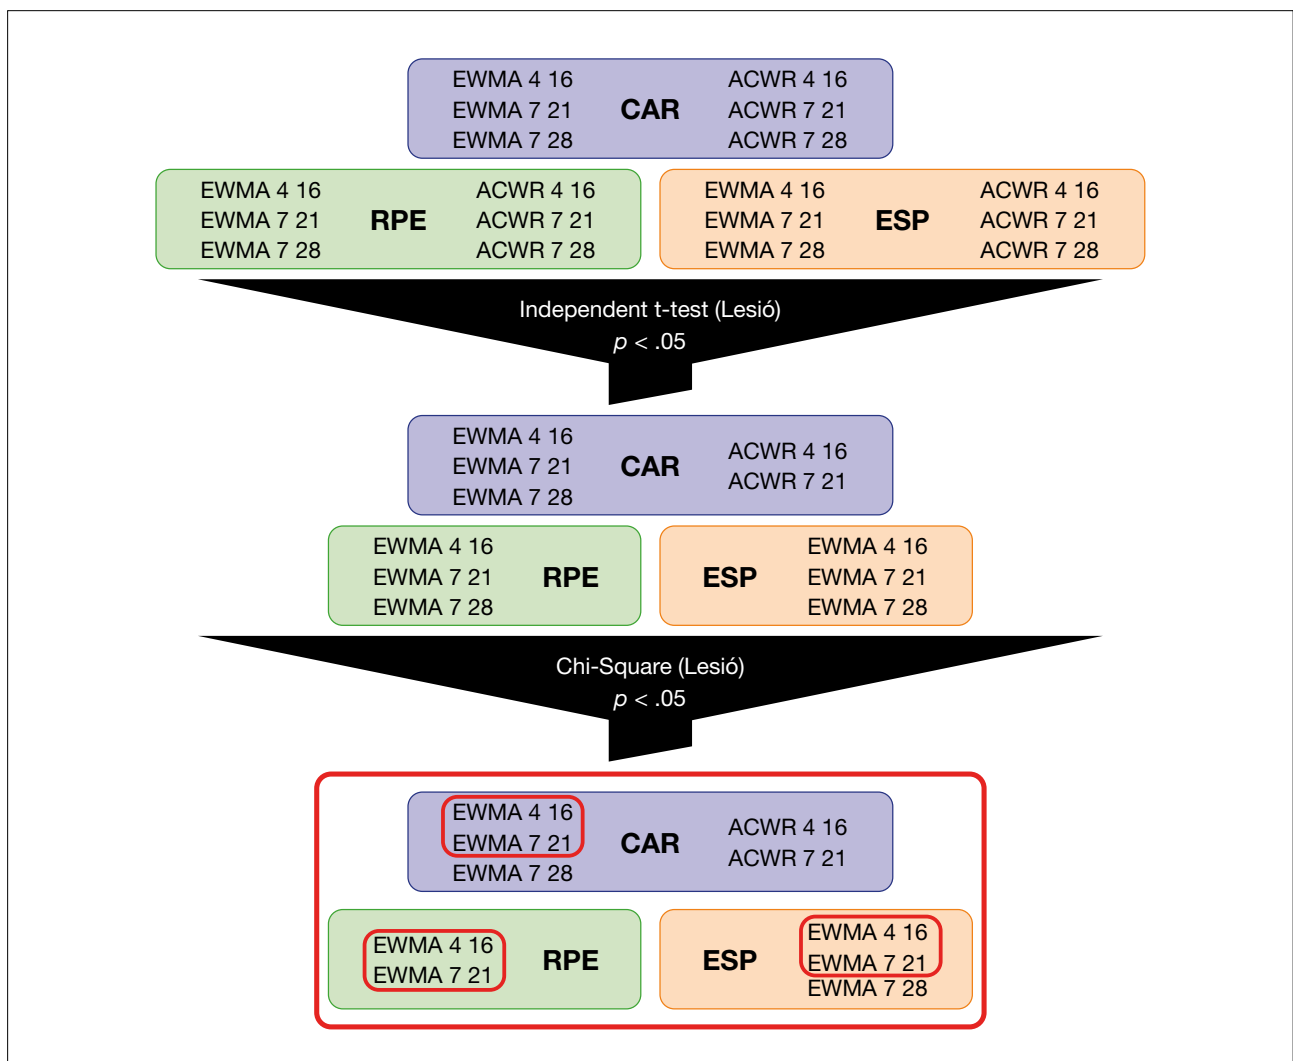 EWMA 4 16
EWMA 7 21
EWMA 7 28
CAR
ACWR 4 16
ACWR 7 21
ACWR 7 28
EWMA 4 16
EWMA 7 21
EWMA 7 28
RPE
ACWR 4 16
ACWR 7 21
ACWR 7 28
EWMA 4 16
EWMA 7 21
EWMA 7 28
ESP
ACWR 4 16
ACWR 7 21
ACWR 7 28
Independent t-test (Lesió)
p < .05
EWMA 4 16
EWMA 7 21
EWMA 7 28
CAR
ACWR 4 16
ACWR 7 21
EWMA 4 16
EWMA 7 21
EWMA 7 28
RPE
ESP
EWMA 4 16
EWMA 7 21
EWMA 7 28
Chi-Square (Lesió)
p < .05
EWMA 4 16
EWMA 7 21
EWMA 7 28
CAR
ACWR 4 16
ACWR 7 21
EWMA 4 16
EWMA 7 21
RPE
ESP
EWMA 4 16
EWMA 7 21
EWMA 7 28